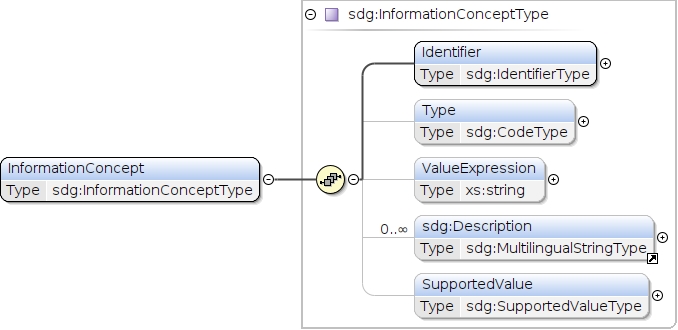 sdg:InformationConceptType
Identifier
Type sdg:IdentifierType
Type
Type sdg:CodeType
InformationConcept
Type sdg:InformationConceptType
ValueExpression
Type xs:string
0..∞
sdg:Description
Type sdg:MultilingualStringType
SupportedValue
Type sdg:SupportedValueType